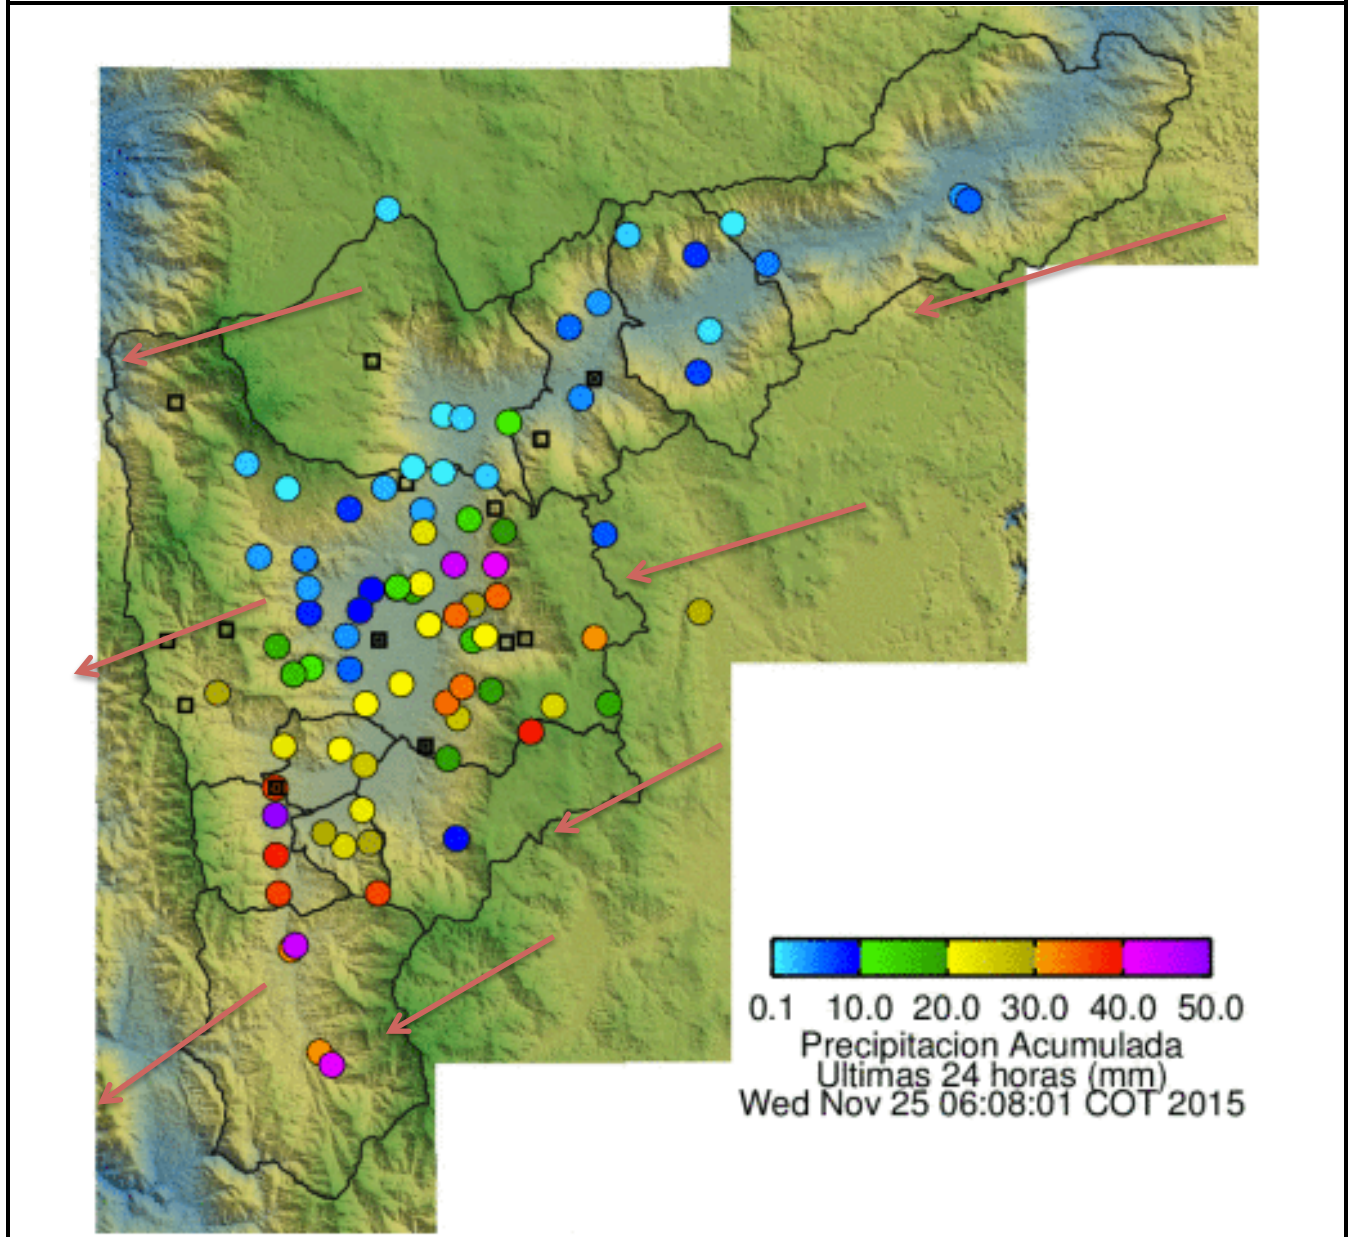 0.1 10.0 20.0 30.0 40.0 50.0
Precipitacion Acumulada
Ultimas 24 horas (mm)
Wed Nov 25 06:08:01 COT 2015